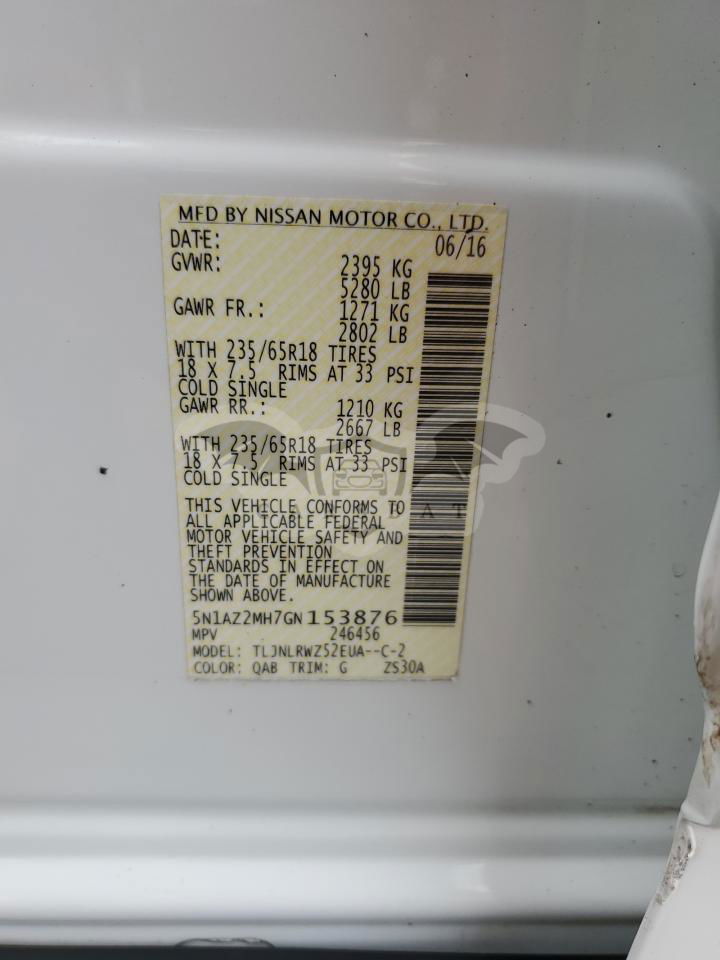 MFD BY NISSAN MOTOR CO., LTD.
DATE: 06/16
GVWR: 2395 KG
5280 LB
GAWR FR.: 1271 KG
2802 LB
WITH 235/65R18 TIRES
18 X 7.5 RIMS AT 33 PSI
COLD SINGLE
GAWR RR.: 1210 KG
2667 LB
WITH 235/65R18 TIRES
18 X 7.5 RIMS AT 33 PSI
COLD SINGLE
THIS VEHICLE CONFORMS TO
ALL APPLICABLE FEDERAL
MOTOR VEHICLE SAFETY AND
THEFT PREVENTION
STANDARDS IN EFFECT ON
THE DATE OF MANUFACTURE
SHOWN ABOVE.
5N1AZ2MH7GN153876
MPV 246456
MODEL: TLJNLRWZ52EUA--C-2
COLOR: QAB TRIM: G ZS30A